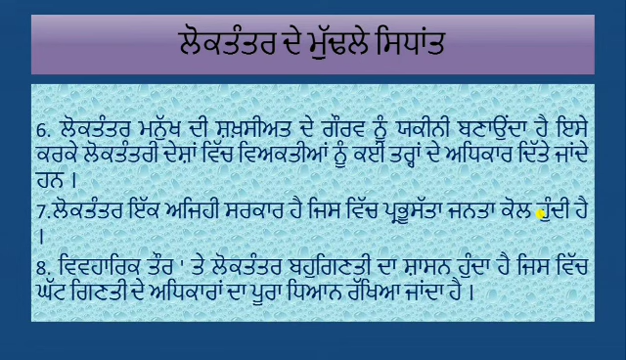 ਲੋਕਤੰਤਰ ਦੇ ਮੁੱਢਲੇ ਸਿਧਾਂਤ
6. ਲੋਕਤੰਤਰ ਮਨੁੱਖ ਦੀ ਸ਼ਖ਼ਸੀਅਤ ਦੇ ਗੌਰਵ ਨੂੰ ਯਕੀਨੀ ਬਣਾਉਂਦਾ ਹੈ ਇਸੇ
ਕਰਕੇ ਲੋਕਤੰਤਰੀ ਦੇਸ਼ਾਂ ਵਿੱਚ ਵਿਅਕਤੀਆਂ ਨੂੰ ਕਈ ਤਰ੍ਹਾਂ ਦੇ ਅਧਿਕਾਰ ਦਿੱਤੇ ਜਾਂਦੇ
ਹਨ ।
7.ਲੋਕਤੰਤਰ ਇੱਕ ਅਜਿਹੀ ਸਰਕਾਰ ਹੈ ਜਿਸ ਵਿੱਚ ਪ੍ਰਭੂਸੱਤਾ ਜਨਤਾ ਕੋਲ ਹੁੰਦੀ ਹੈ
।
8. ਵਿਵਹਾਰਿਕ ਤੌਰ ' ਤੇ ਲੋਕਤੰਤਰ ਬਹੁਗਿਣਤੀ ਦਾ ਸ਼ਾਸਨ ਹੁੰਦਾ ਹੈ ਜਿਸ ਵਿੱਚ
ਘੱਟ ਗਿਣਤੀ ਦੇ ਅਧਿਕਾਰਾਂ ਦਾ ਪੂਰਾ ਧਿਆਨ ਰੱਖਿਆ ਜਾਂਦਾ ਹੈ ।